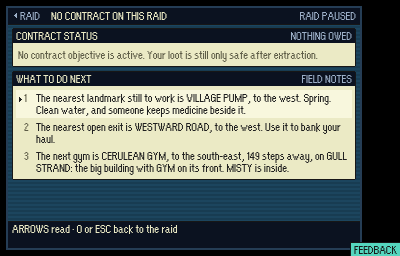 RAID NO CONTRACT ON THIS RAID RAID PAUSED
CONTRACT STATUS NOTHING OWED
No contract objective is active. Your loot is still only safe after extraction.
WHAT TO DO NEXT FIELD NOTES
1 The nearest landmark still to work is VILLAGE PUMP, to the west. Spring.
Clean water, and someone keeps medicine beside it.
2 The nearest open exit is WESTWARD ROAD, to the west. Use it to bank your
haul.
3 The next gym is CERULEAN GYM, to the south-east, 149 steps away, on GULL
STRAND: the big building with GYM on its front. MISTY is inside.
ARROWS read · O or ESC back to the raid
FEEDBACK